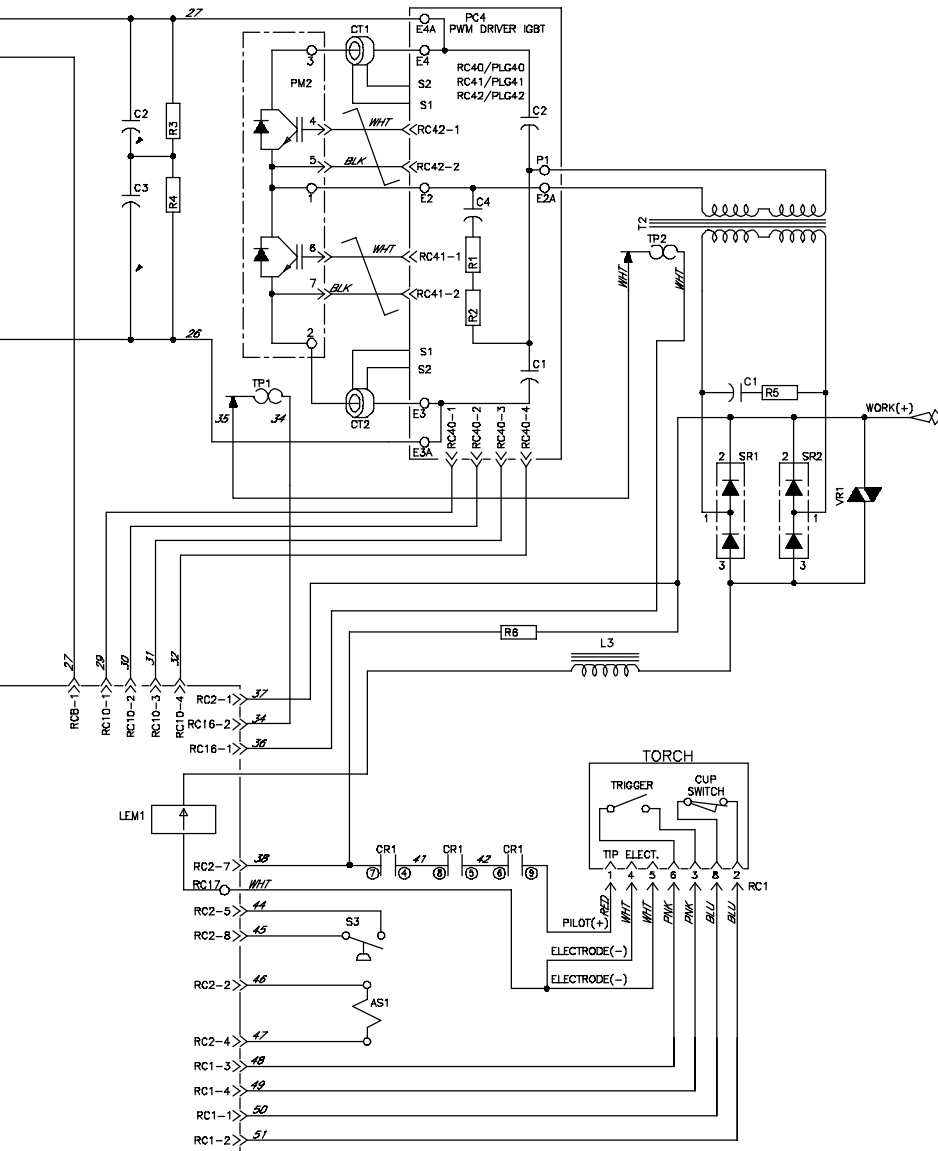 27
E4A
PC4
PWM DRIVER IGBT
CT1
3
E4
PM2
S2
S1
RC40/PLG40
RC41/PLG41
RC42/PLG42
C2
R3
4
WHT
RC42-1
C2
5
BLK
RC42-2
P1
C3
R4
1
E2
E2A
C4
T2
6
WHT
RC41-1
R1
TP2
WHT
WHT
7
BLK
RC41-2
R2
26
2
S1
S2
C1
TP1
35
34
CT2
E3
E3A
RC40-1
RC40-2
RC40-3
RC40-4
C1
R5
WORK(+)
2
SR1
2
SR2
VR1
1
1
3
3
R6
L3
27
29
30
31
32
RC8-1
RC10-1
RC10-2
RC10-3
RC10-4
RC2-1
37
RC16-2
34
RC16-1
36
LEM1
TORCH
TRIGGER
CUP
SWITCH
TIP ELECT.
1
4
5
6
3
8
2
RC1
RED
WHT
WHT
PNK
PNK
BLU
BLU
RC2-7
38
CR1
7
4
41
CR1
8
5
42
CR1
6
9
RC17
WHT
PILOT(+)
RC2-5
44
S3
RC2-8
45
ELECTRODE(-)
ELECTRODE(-)
RC2-2
46
AS1
RC2-4
47
RC1-3
48
RC1-4
49
RC1-1
50
RC1-2
51